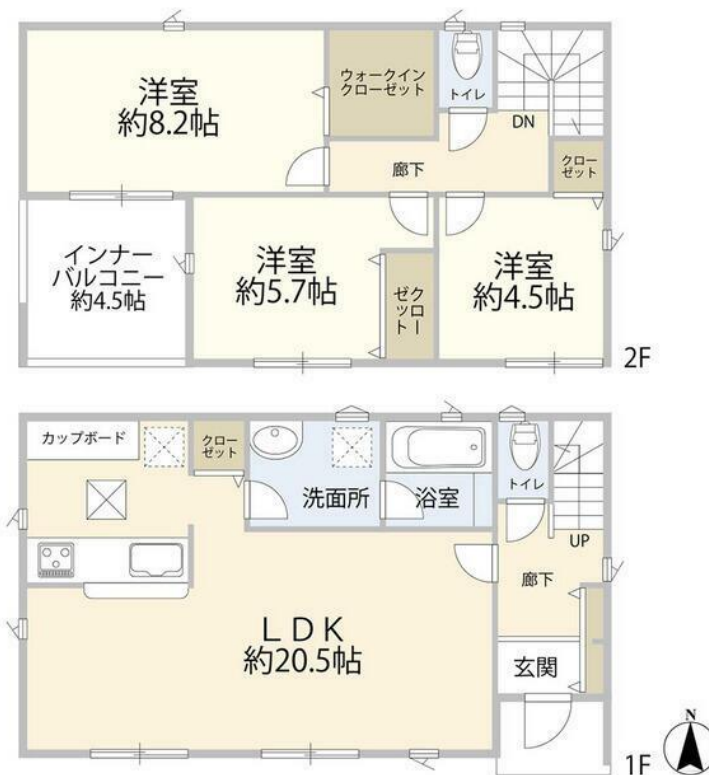 洋室
約8.2帖
ウォークイン
クローゼット
トイレ
DN
廊下
クロー
ゼット
インナー
バルコニー
約4.5帖
洋室
約5.7帖
クロー
ゼット
洋室
約4.5帖
2F
カップボード
クロー
ゼット
洗面所
浴室
トイレ
UP
廊下
LDK
約20.5帖
玄関
N
1F